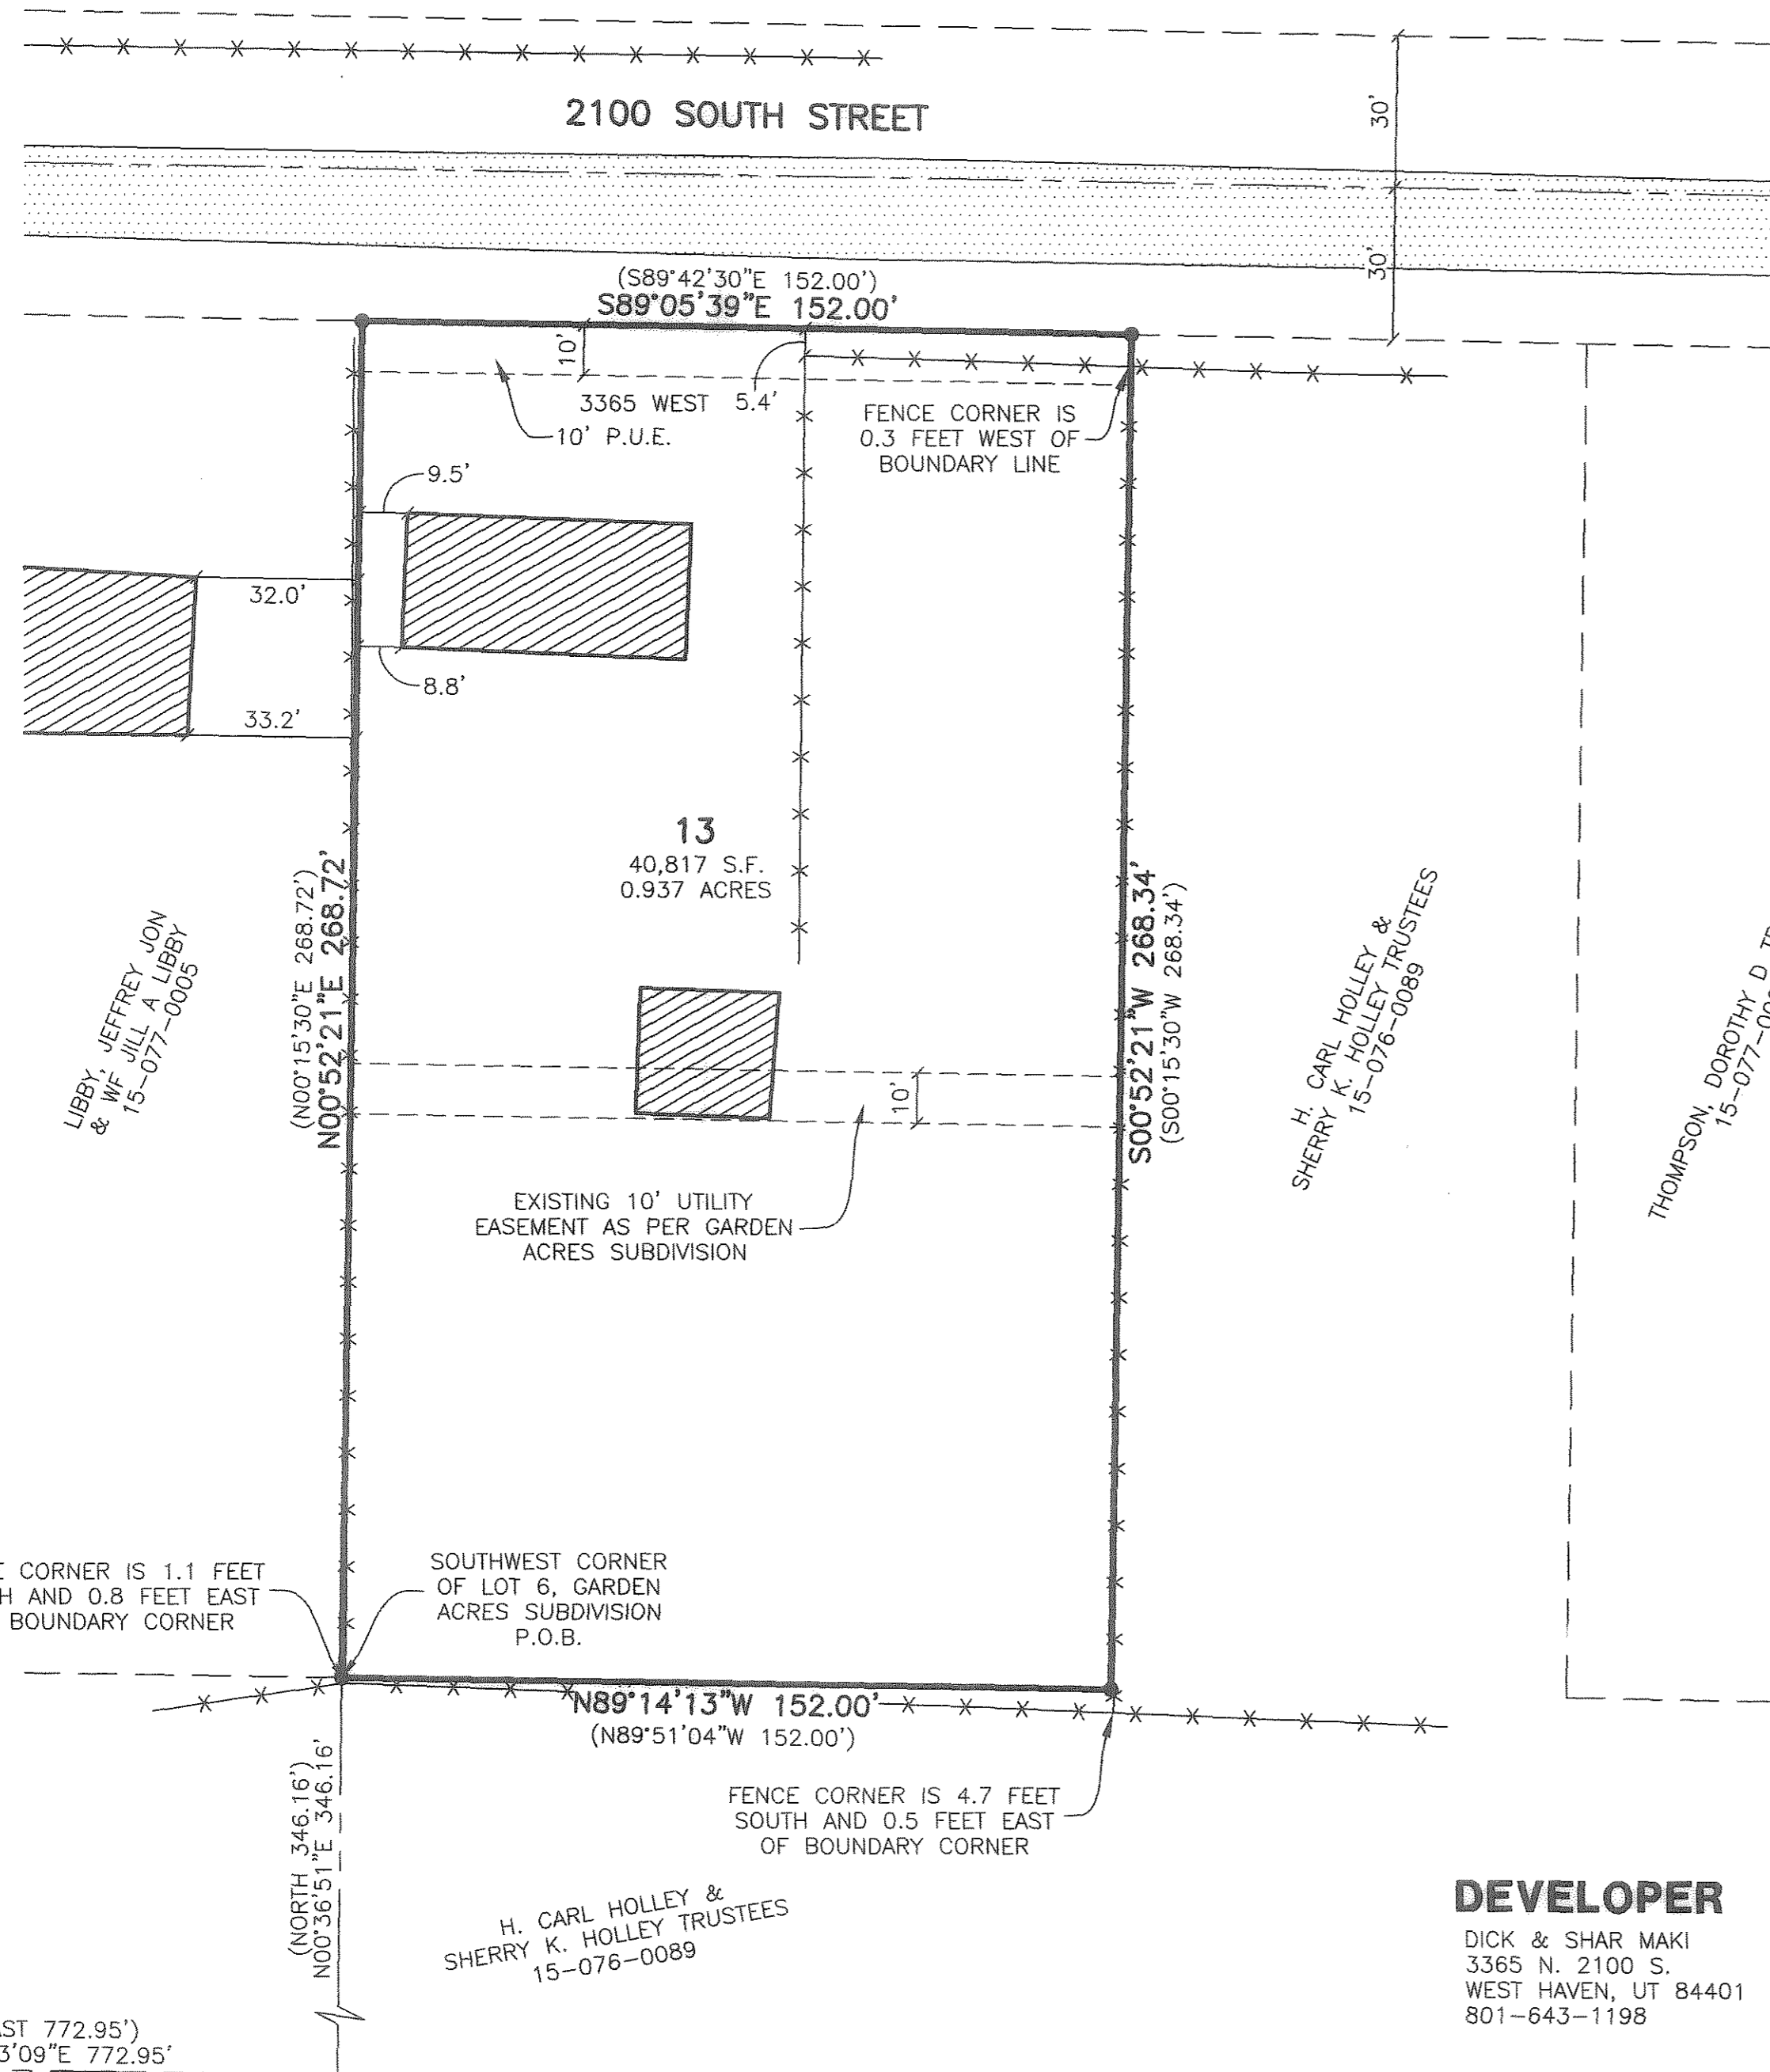 2100 SOUTH STREET
30'
30'
(S89°42'30"E 152.00')
S89°05'39"E 152.00'
10'
3365 WEST 5.4'
10' P.U.E.
FENCE CORNER IS
0.3 FEET WEST OF
BOUNDARY LINE
9.5'
32.0'
8.8'
33.2'
13
40,817 S.F.
0.937 ACRES
(N00°15'30"E 268.72')
N00°52'21"E 268.72'
S00°52'21"W 268.34'
(S00°15'30"W 268.34')
LIBBY, JEFFREY JON
& WF JILL A LIBBY
15-077-0005
H. CARL HOLLEY &
SHERRY K. HOLLEY TRUSTEES
15-076-0089
THOMPSON, DOROTHY D
15-077-
10'
EXISTING 10' UTILITY
EASEMENT AS PER GARDEN
ACRES SUBDIVISION
CORNER IS 1.1 FEET
AND 0.8 FEET EAST
BOUNDARY CORNER
SOUTHWEST CORNER
OF LOT 6, GARDEN
ACRES SUBDIVISION
P.O.B.
N89°14'13"W 152.00'
(N89°51'04"W 152.00')
FENCE CORNER IS 4.7 FEET
SOUTH AND 0.5 FEET EAST
OF BOUNDARY CORNER
(NORTH 346.16')
N00°36'51"E 346.16'
H. CARL HOLLEY &
SHERRY K. HOLLEY TRUSTEES
15-076-0089
DEVELOPER
DICK & SHAR MAKI
3365 N. 2100 S.
WEST HAVEN, UT 84401
801-643-1198
AST 772.95')
3'09"E 772.95'